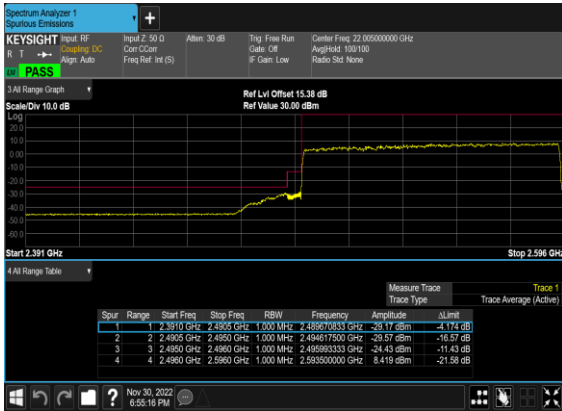 Spectrum Analyzer 1
Spurious Emissions
+
KEYSIGHT Input: RF Input Z: 50 Ω Atten: 30 dB Trig: Free Run Center Freq: 22.005000000 GHz
R T Coupling: DC Corr CCorr Gate: Off Avg|Hold: 100/100
Align: Auto Freq Ref: Int (S) IF Gain: Low Radio Std: None
PASS
3 All Range Graph
Ref Lvl Offset 15.38 dB
Scale/Div 10.0 dB Ref Value 30.00 dBm
Log
20.0
10.0
0.00
-10.0
-20.0
-30.0
-40.0
-50.0
-60.0
Start 2.391 GHz Stop 2.596 GHz
4 All Range Table
Measure Trace Trace 1
Trace Type Trace Average (Active)
Spur Range Start Freq Stop Freq RBW Frequency Amplitude ΔLimit
1 1 2.3910 GHz 2.4905 GHz 1.000 MHz 2.489670833 GHz -29.17 dBm -4.174 dB
2 2 2.4905 GHz 2.4950 GHz 1.000 MHz 2.494617500 GHz -29.57 dBm -16.57 dB
3 3 2.4950 GHz 2.4960 GHz 1.000 MHz 2.495993333 GHz -24.43 dBm -11.43 dB
4 4 2.4960 GHz 2.5960 GHz 1.000 MHz 2.593500000 GHz 8.419 dBm -21.58 dB
? Nov 30, 2022
6:55:16 PM